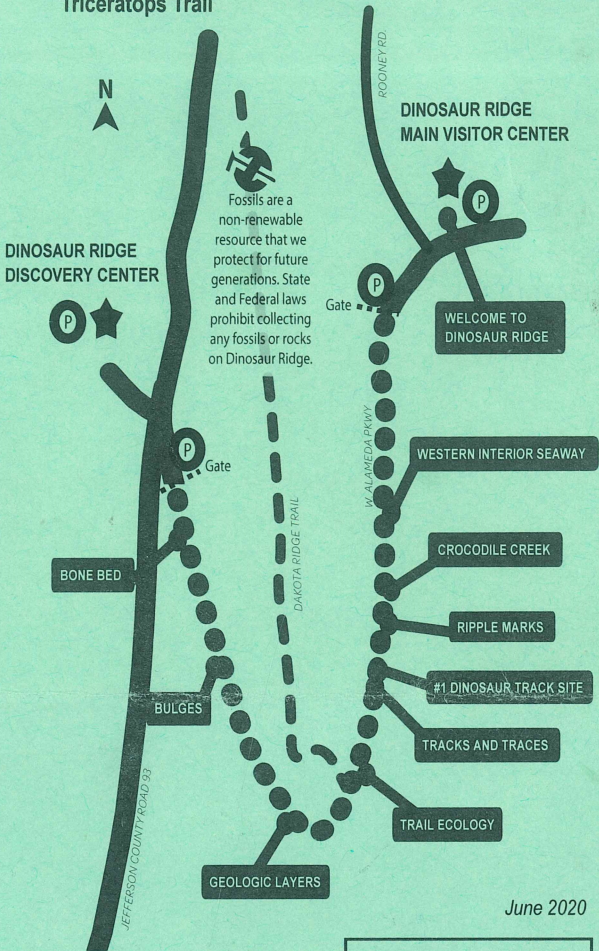 Triceratops Trail
N
ROONEY RD.
DINOSAUR RIDGE
MAIN VISITOR CENTER
P
Fossils are a
non-renewable
resource that we
protect for future
generations. State
and Federal laws
prohibit collecting
any fossils or rocks
on Dinosaur Ridge.
DINOSAUR RIDGE
DISCOVERY CENTER
P
P
Gate
WELCOME TO
DINOSAUR RIDGE
W. ALAMEDA PKWY
WESTERN INTERIOR SEAWAY
P
Gate
DAKOTA RIDGE TRAIL
CROCODILE CREEK
BONE BED
RIPPLE MARKS
#1 DINOSAUR TRACK SITE
BULGES
TRACKS AND TRACES
JEFFERSON COUNTY ROAD 93
TRAIL ECOLOGY
GEOLOGIC LAYERS
June 2020